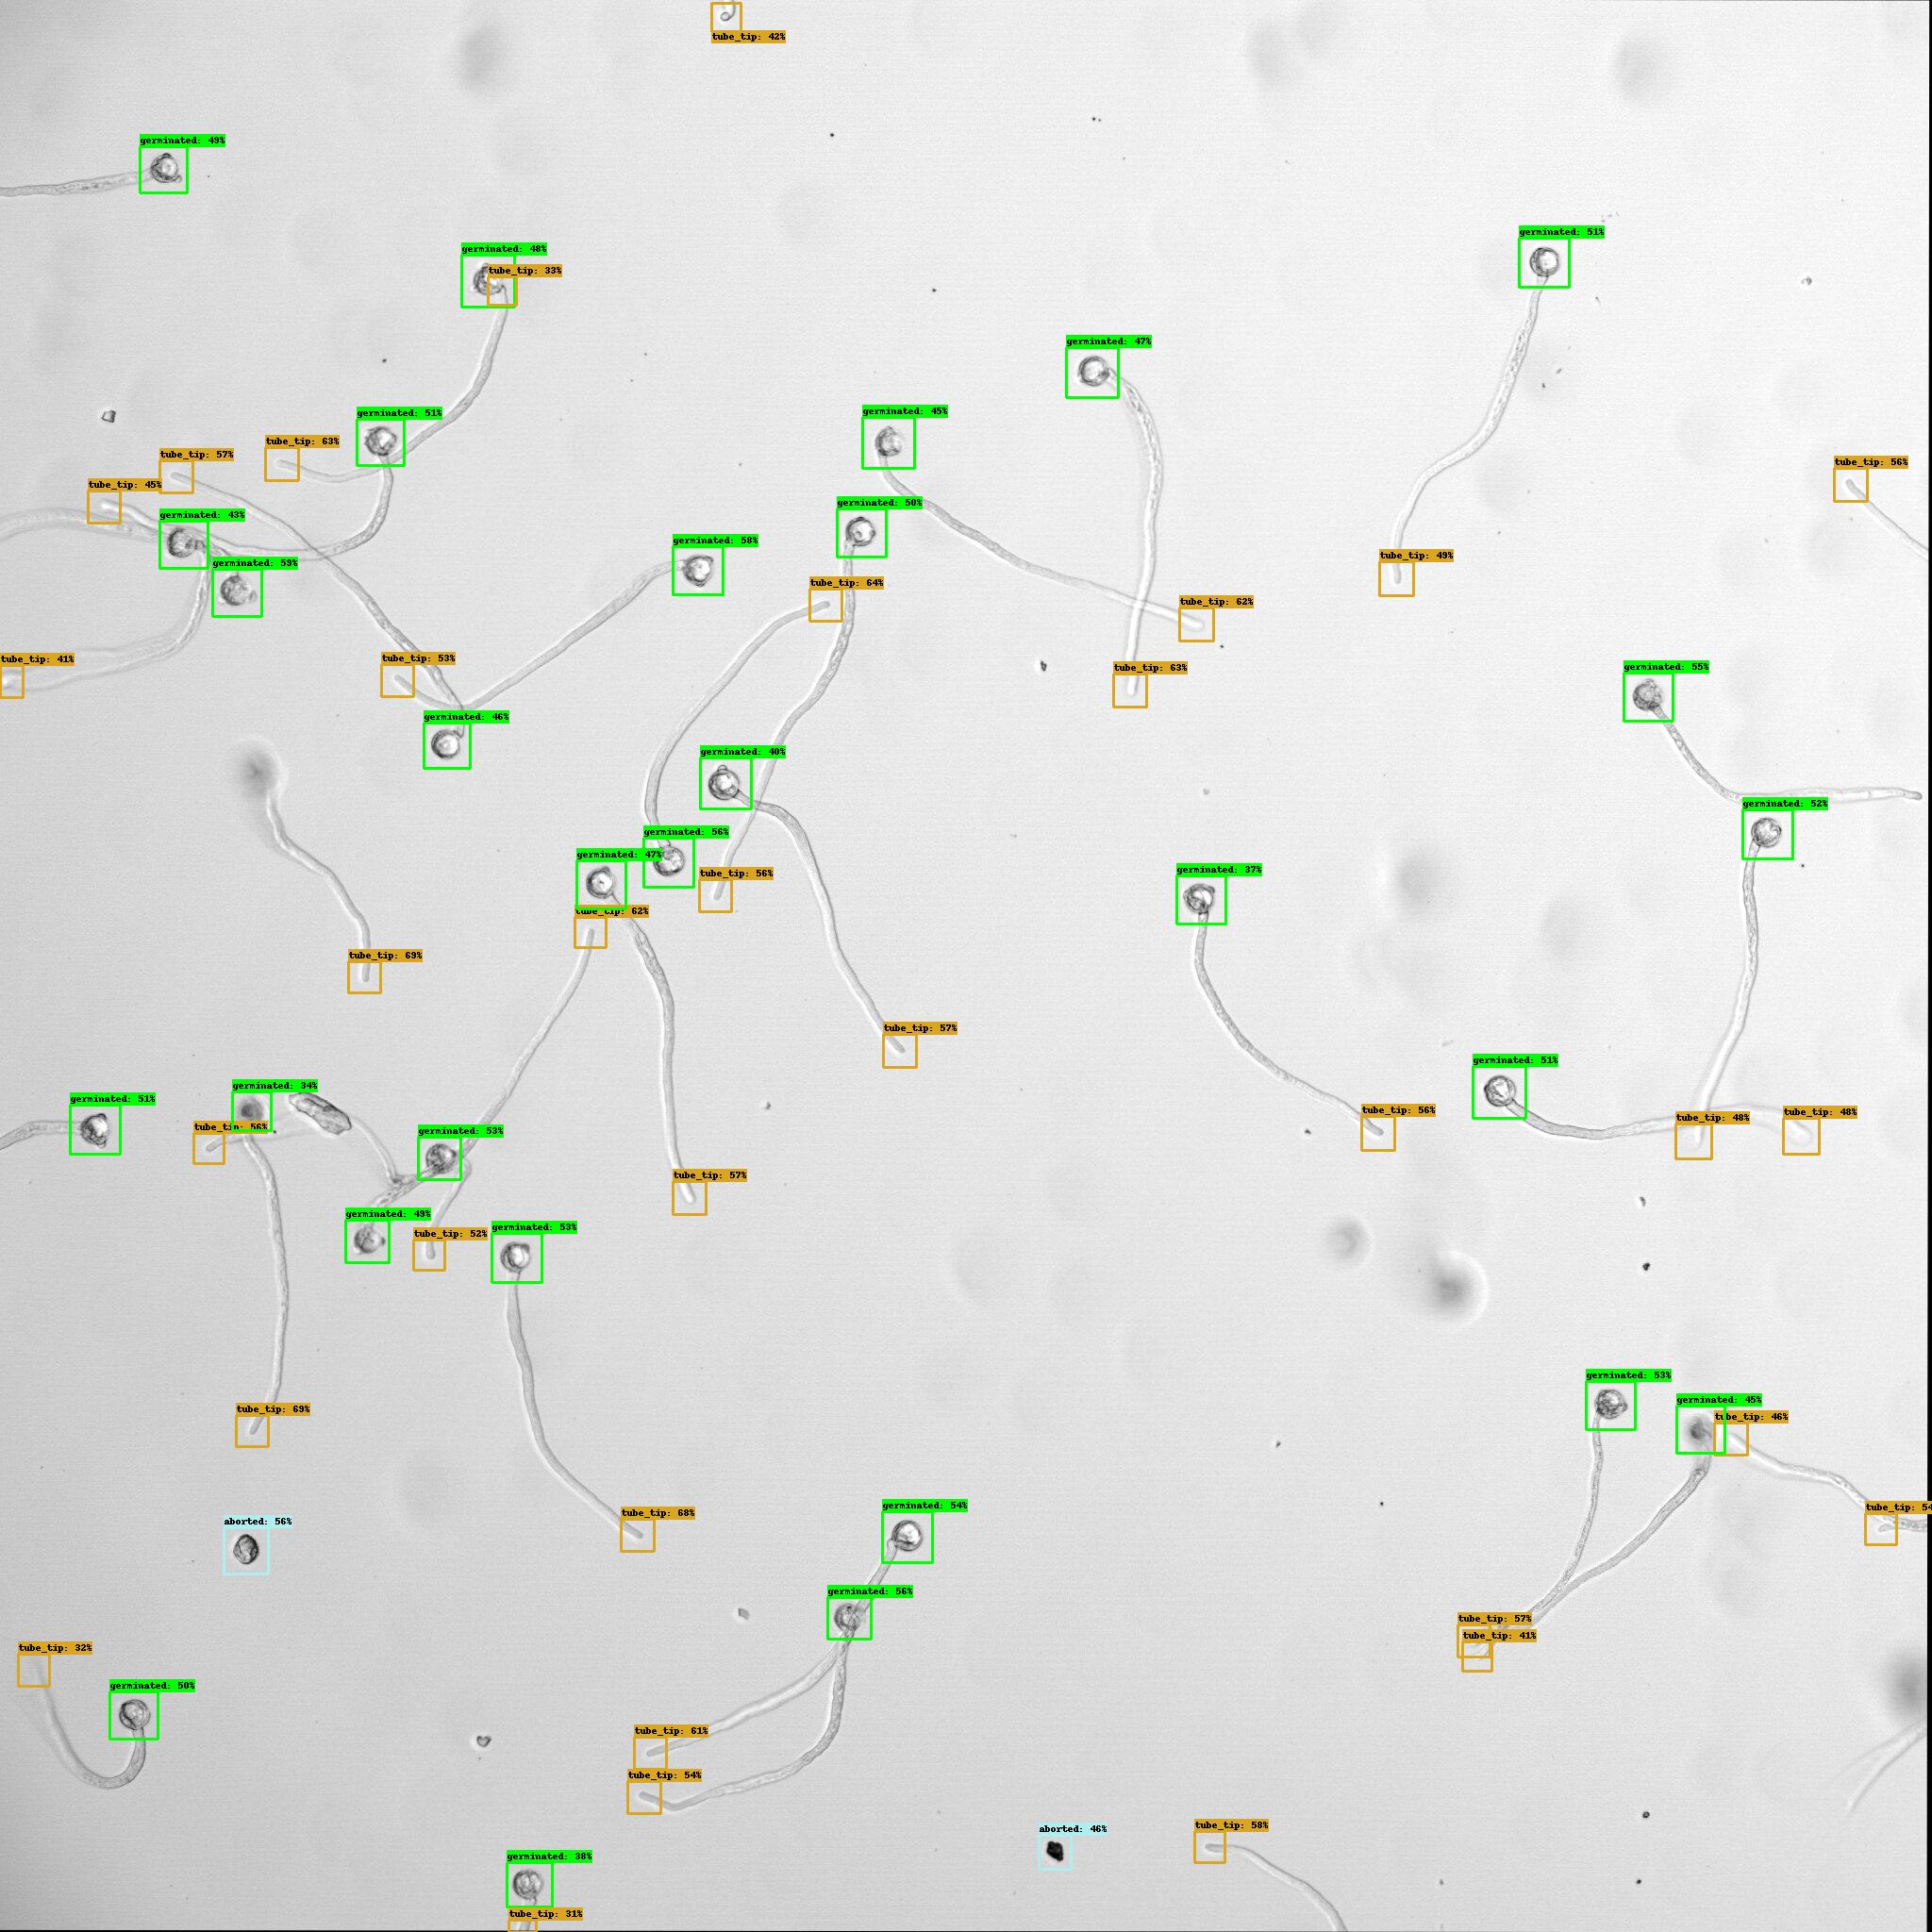 tube_tip: 42%
germinated: 49%
germinated: 51%
germinated: 48%
tube_tip: 33%
germinated: 47%
germinated: 45%
germinated: 51%
tube_tip: 63%
tube_tip: 57%
tube_tip: 56%
tube_tip: 45%
germinated: 50%
germinated: 43%
germinated: 58%
tube_tip: 49%
germinated: 59%
tube_tip: 64%
tube_tip: 62%
tube_tip: 41%
tube_tip: 53%
tube_tip: 63%
germinated: 55%
germinated: 46%
germinated: 40%
germinated: 52%
germinated: 56%
germinated: 47%
tube_tip: 56%
germinated: 37%
tube_tip: 62%
tube_tip: 69%
tube_tip: 57%
germinated: 51%
germinated: 34%
germinated: 51%
tube_tip: 56%
tube_tip: 56%
tube_tip: 48%
tube_tip: 48%
germinated: 53%
tube_tip: 57%
germinated: 49%
germinated: 53%
tube_tip: 52%
germinated: 53%
germinated: 45%
tube_tip: 69%
tube_tip: 46%
germinated: 54%
tube_tip: 54
tube_tip: 68%
aborted: 56%
germinated: 56%
tube_tip: 57%
tube_tip: 41%
tube_tip: 32%
germinated: 50%
tube_tip: 61%
tube_tip: 54%
tube_tip: 58%
aborted: 46%
germinated: 38%
tube_tip: 31%